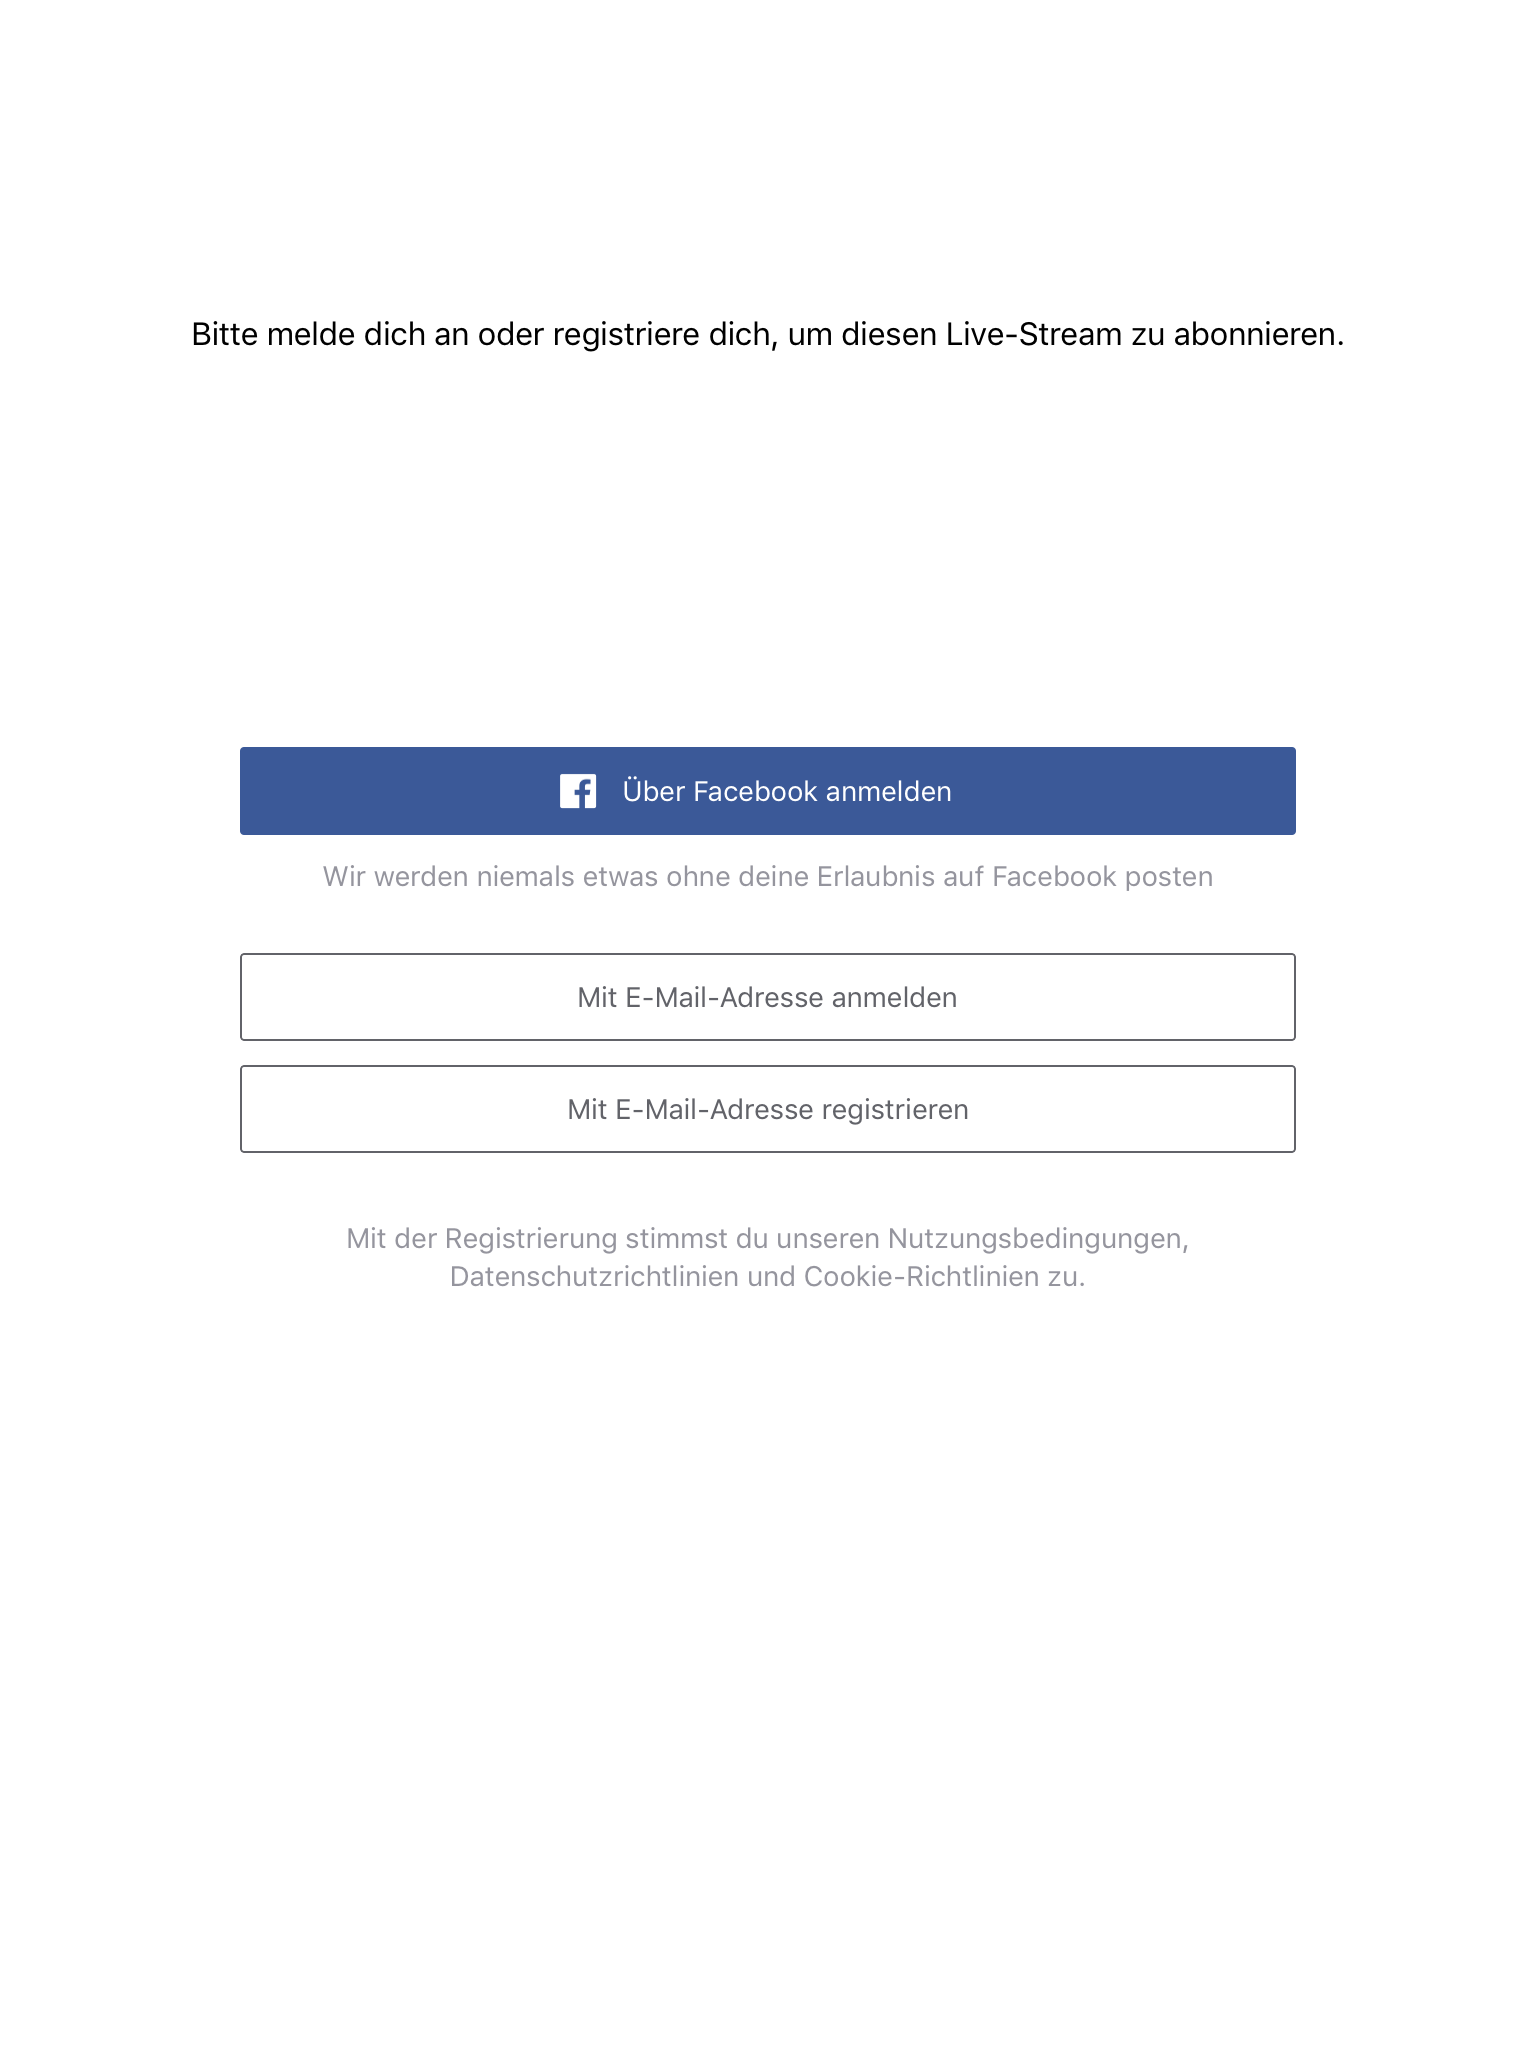 Bitte melde dich an oder registriere dich, um diesen Live-Stream zu abonnieren.
Über Facebook anmelden
Wir werden niemals etwas ohne deine Erlaubnis auf Facebook posten
Mit E-Mail-Adresse anmelden
Mit E-Mail-Adresse registrieren
Mit der Registrierung stimmst du unseren Nutzungsbedingungen,
Datenschutzrichtlinien und Cookie-Richtlinien zu.